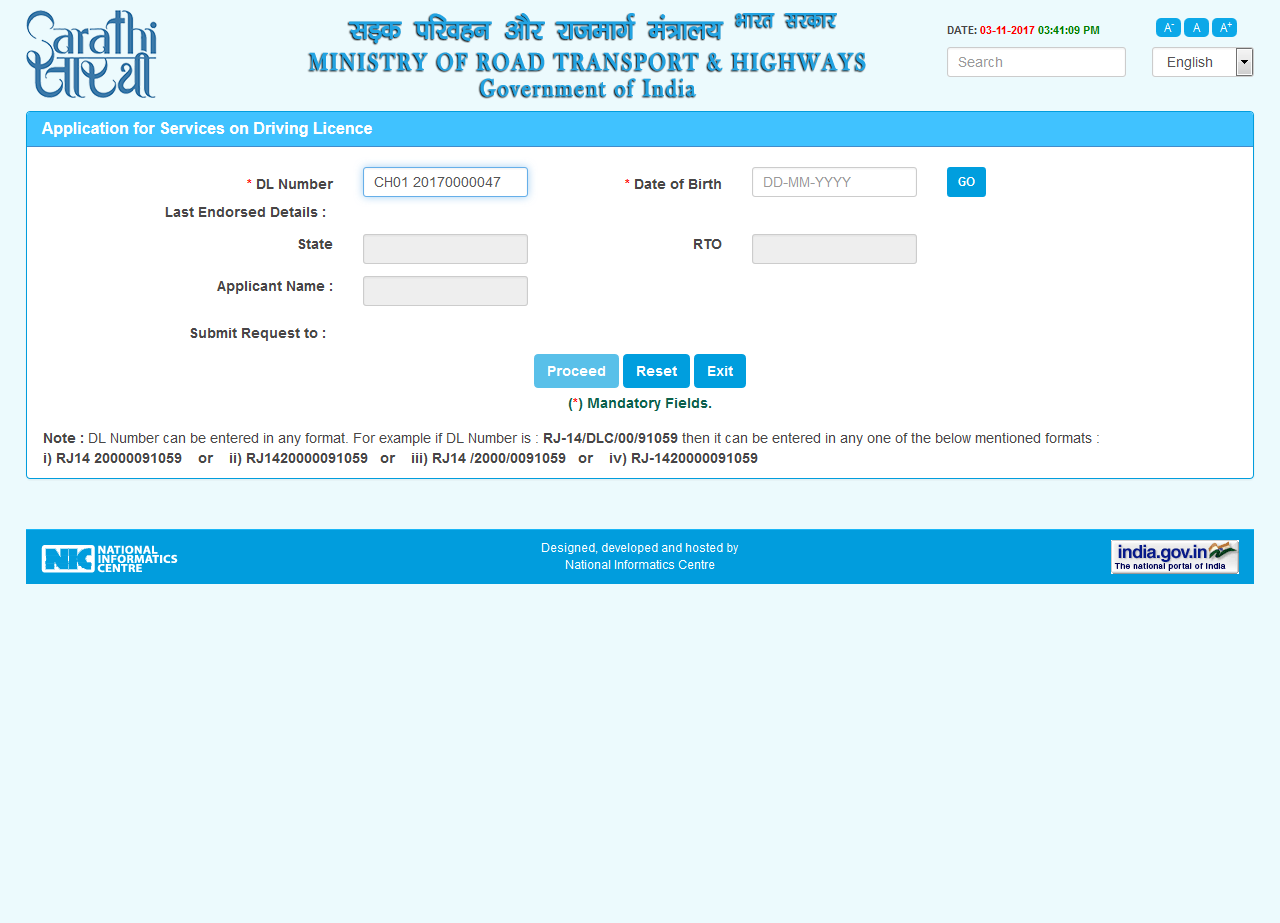 Sarathi
सारथी
सड़क परिवहन और राजमार्ग मंत्रालय भारत सरकार
MINISTRY OF ROAD TRANSPORT & HIGHWAYS
Government of India
DATE: 03-11-2017 03:41:09 PM
A- A A+
Search
English
Application for Services on Driving Licence
* DL Number CH01 20170000047 * Date of Birth DD-MM-YYYY GO
Last Endorsed Details :
State RTO
Applicant Name :
Submit Request to :
Proceed Reset Exit
(*) Mandatory Fields.
Note : DL Number can be entered in any format. For example if DL Number is : RJ-14/DLC/00/91059 then it can be entered in any one of the below mentioned formats :
i) RJ14 20000091059 or ii) RJ1420000091059 or iii) RJ14 /2000/0091059 or iv) RJ-1420000091059
NIC NATIONAL
INFORMATICS
CENTRE
Designed, developed and hosted by
National Informatics Centre
india.gov.in
The national portal of India